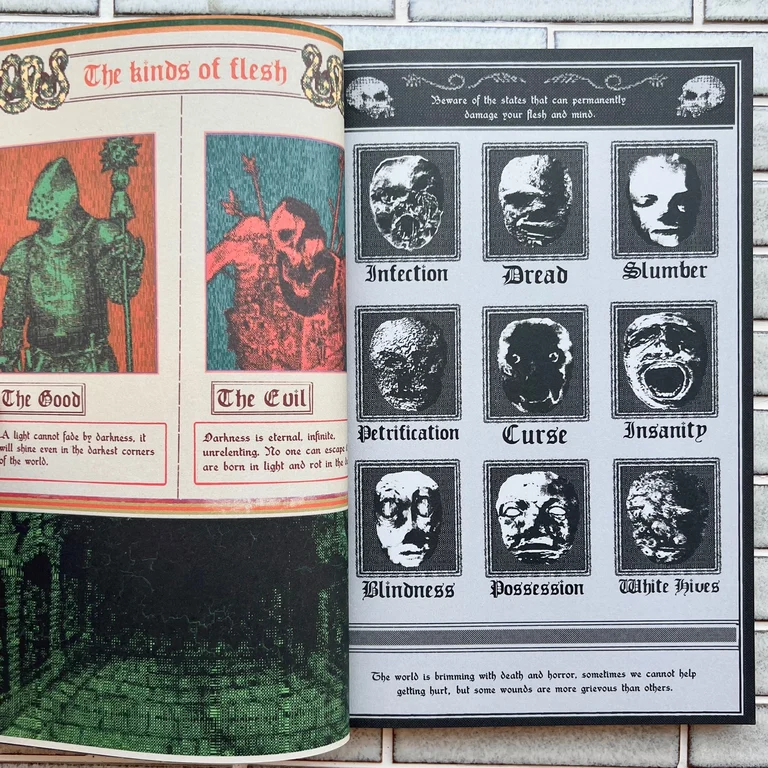 The kinds of flesh
The Good
A light cannot fade by darkness, it
will shine even in the darkest corners
of the world.
The Evil
Darkness is eternal, infinite,
unrelenting. No one can escape
are born in light and rot in the
Beware of the states that can permanently
damage your flesh and mind.
Infection
Dread
Slumber
Petrification
Curse
Insanity
Blindness
Possession
White Hives
The world is brimming with death and horror, sometimes we cannot help
getting hurt, but some wounds are more grievous than others.